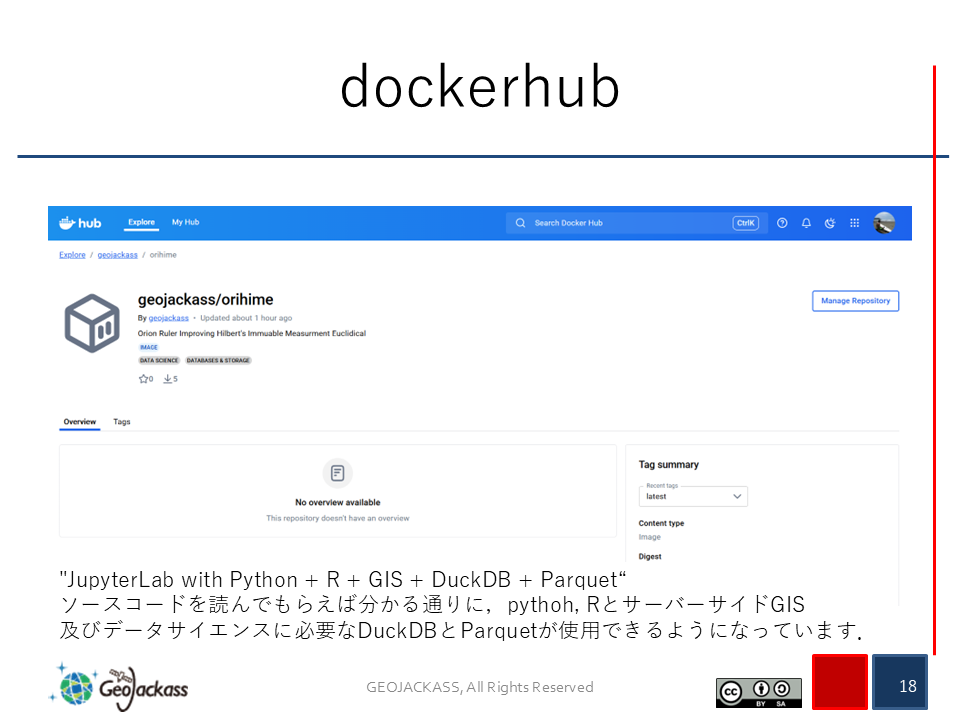 dockerhub
hub
Explore
My Hub
Search Docker Hub
CtrlK
Explore / geojackass / orihime
geojackass/orihime
Manage Repository
By geojackass • Updated about 1 hour ago
Orion Ruler Improving Hilbert's Immuable Measurment Euclidical
IMAGE
DATA SCIENCE DATABASES & STORAGE
0 5
Overview Tags
No overview available
This repository doesn't have an overview
Tag summary
Recent tags
latest
Content type
Image
Digest
"JupyterLab with Python + R + GIS + DuckDB + Parquet“
ソースコードを読んでもらえば分かる通りに，pythoh, RとサーバーサイドGIS
及びデータサイエンスに必要なDuckDBとParquetが使用できるようになっています．
GeoJackass
GEOJACKASS, All Rights Reserved
cc BY SA
18